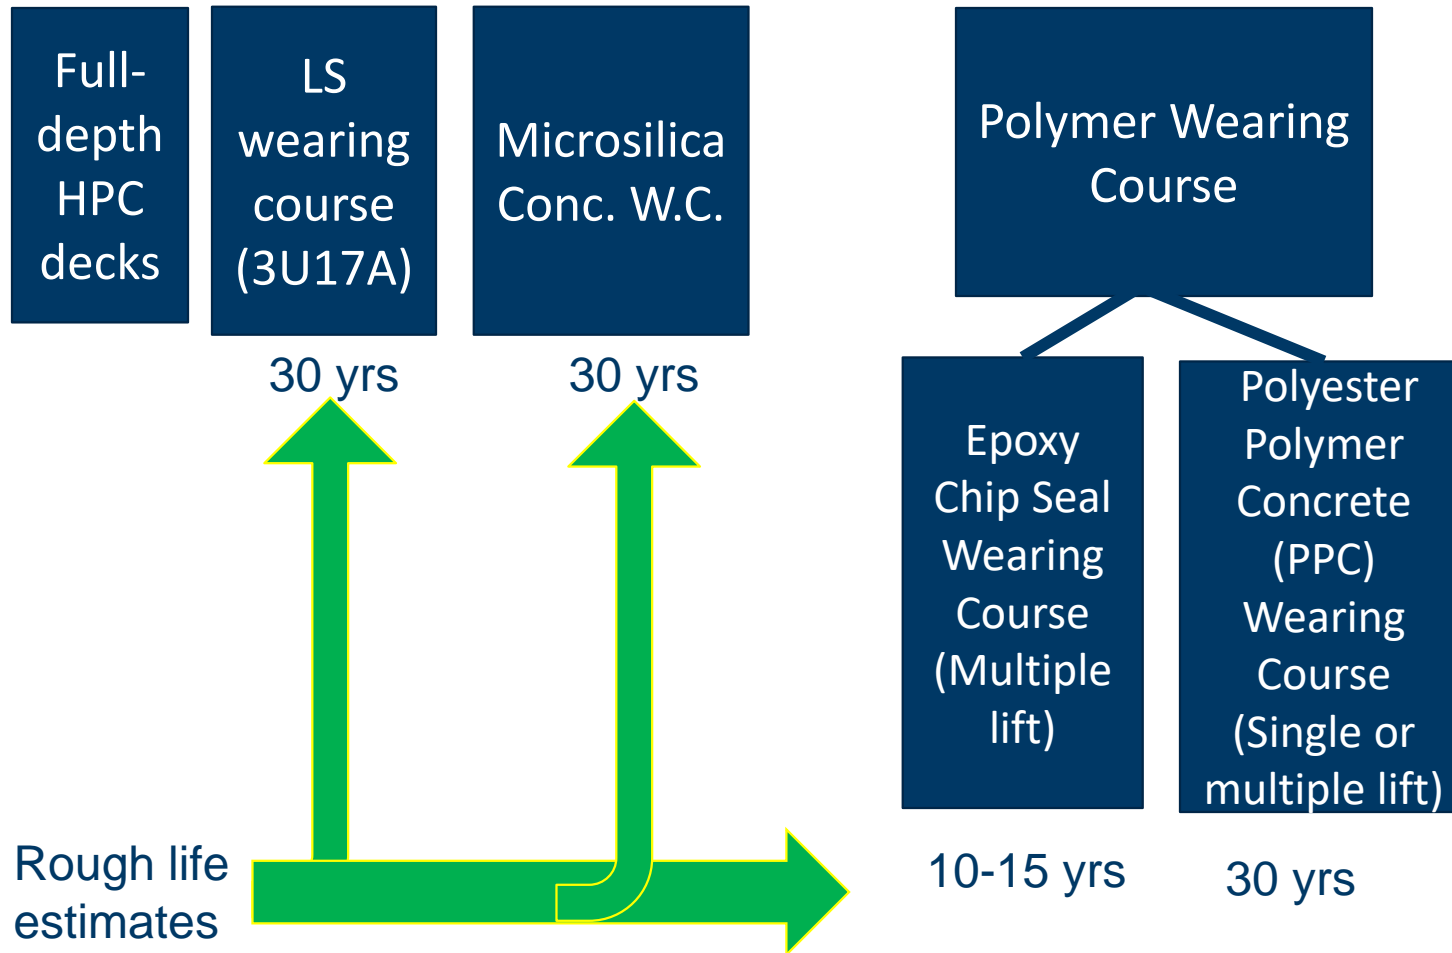 Full-
depth
HPC
decks
LS
wearing
course
(3U17A)
Microsilica
Conc. W.C.
Polymer Wearing
Course
30 yrs
30 yrs
Epoxy
Chip Seal
Wearing
Course
(Multiple
lift)
Polyester
Polymer
Concrete
(PPC)
Wearing
Course
(Single or
multiple lift)
Rough life
estimates
10-15 yrs
30 yrs